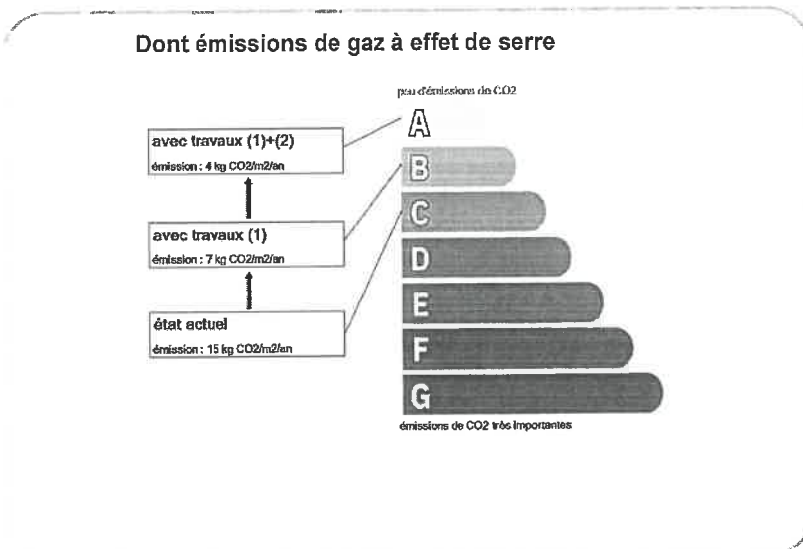 Dont émissions de gaz à effet de serre
peu d'émissions de CO2
avec travaux (1)+(2)
émission : 4 kg CO2/m2/an
avec travaux (1)
émission : 7 kg CO2/m2/an
état actuel
émission : 15 kg CO2/m2/an
A
B
C
D
E
F
G
émissions de CO2 très importantes